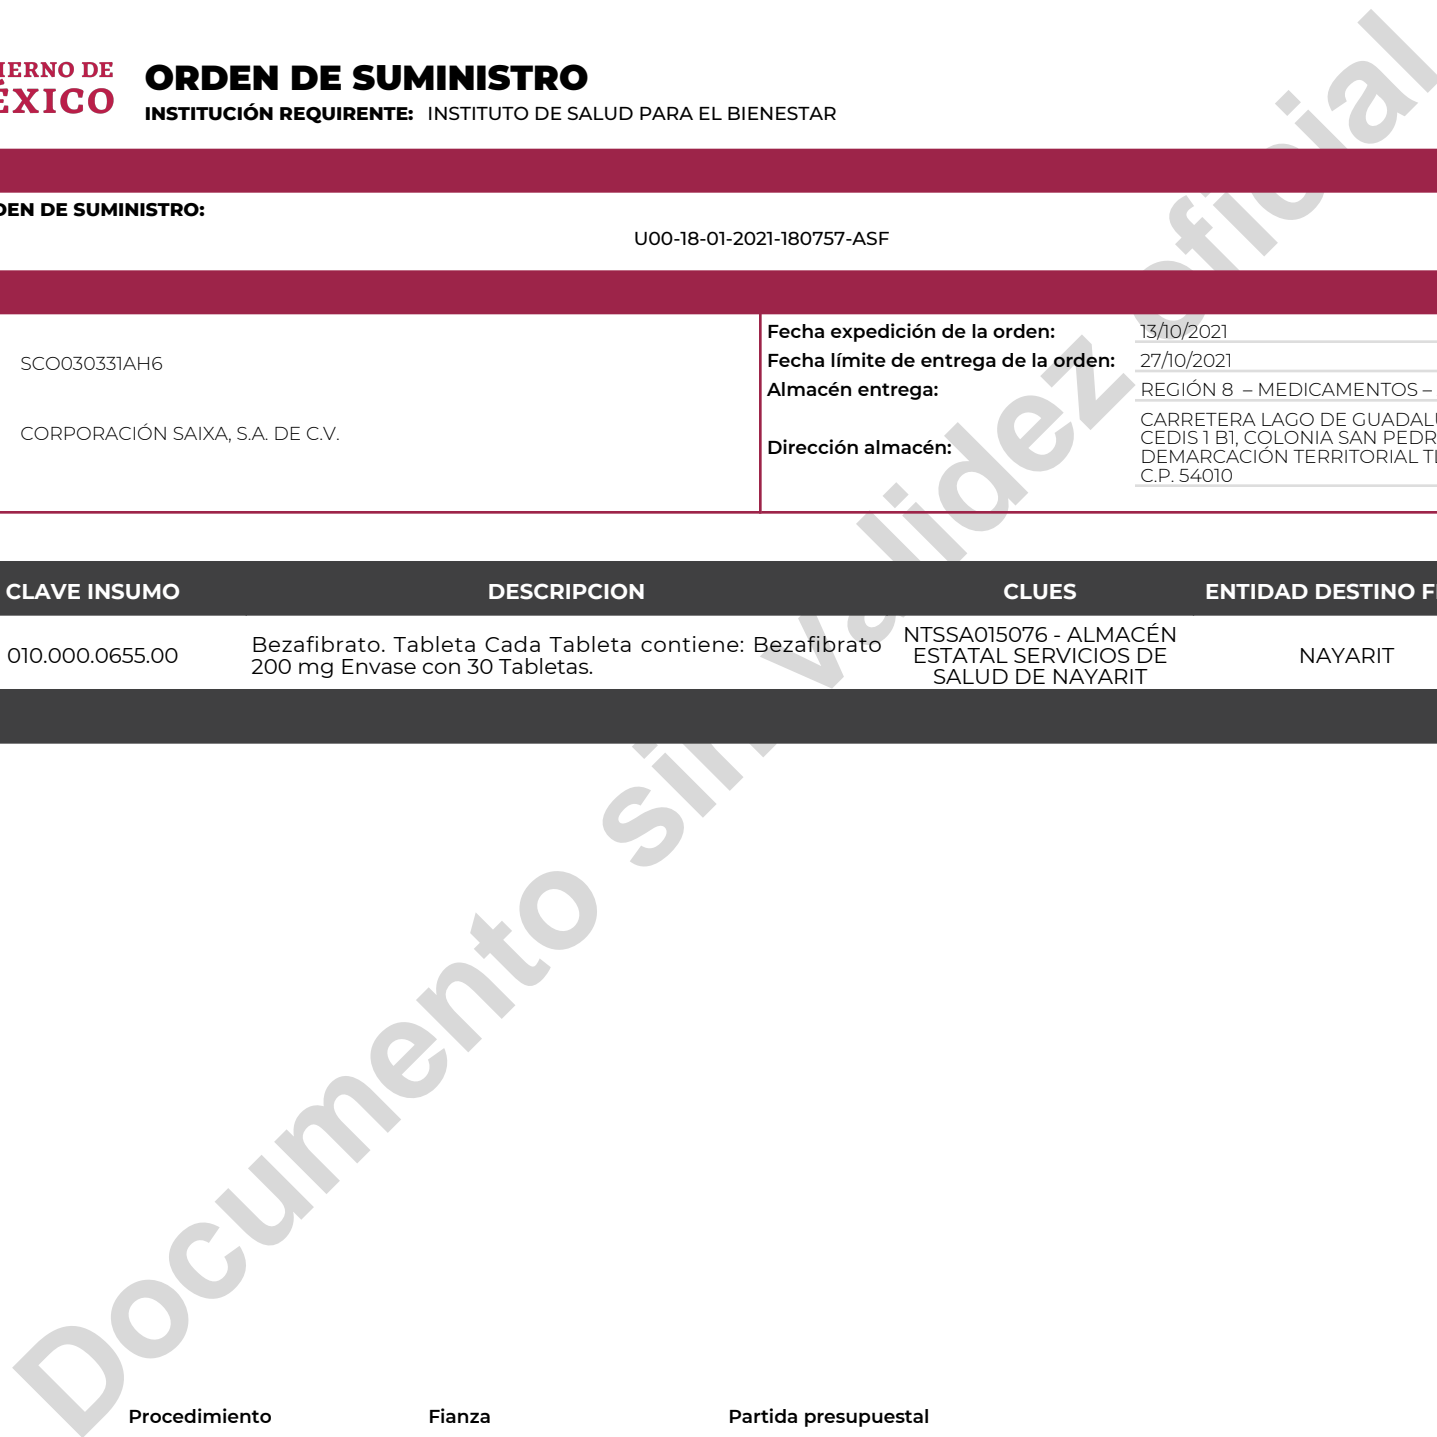 IERNO DE
ÉXICO
ORDEN DE SUMINISTRO
INSTITUCIÓN REQUIRENTE: INSTITUTO DE SALUD PARA EL BIENESTAR
DEN DE SUMINISTRO:
U00-18-01-2021-180757-ASF
SCO030331AH6
CORPORACIÓN SAIXA, S.A. DE C.V.
Fecha expedición de la orden: 13/10/2021
Fecha límite de entrega de la orden: 27/10/2021
Almacén entrega: REGIÓN 8 – MEDICAMENTOS –
Dirección almacén:
CARRETERA LAGO DE GUADALU
CEDIS 1 B1, COLONIA SAN PEDR
DEMARCACIÓN TERRITORIAL TL
C.P. 54010
CLAVE INSUMO DESCRIPCION CLUES ENTIDAD DESTINO FI
010.000.0655.00
Bezafibrato. Tableta Cada Tableta contiene: Bezafibrato
200 mg Envase con 30 Tabletas.
NTSSA015076 - ALMACÉN
ESTATAL SERVICIOS DE
SALUD DE NAYARIT
NAYARIT
Documento sin validez oficial
Procedimiento Fianza Partida presupuestal